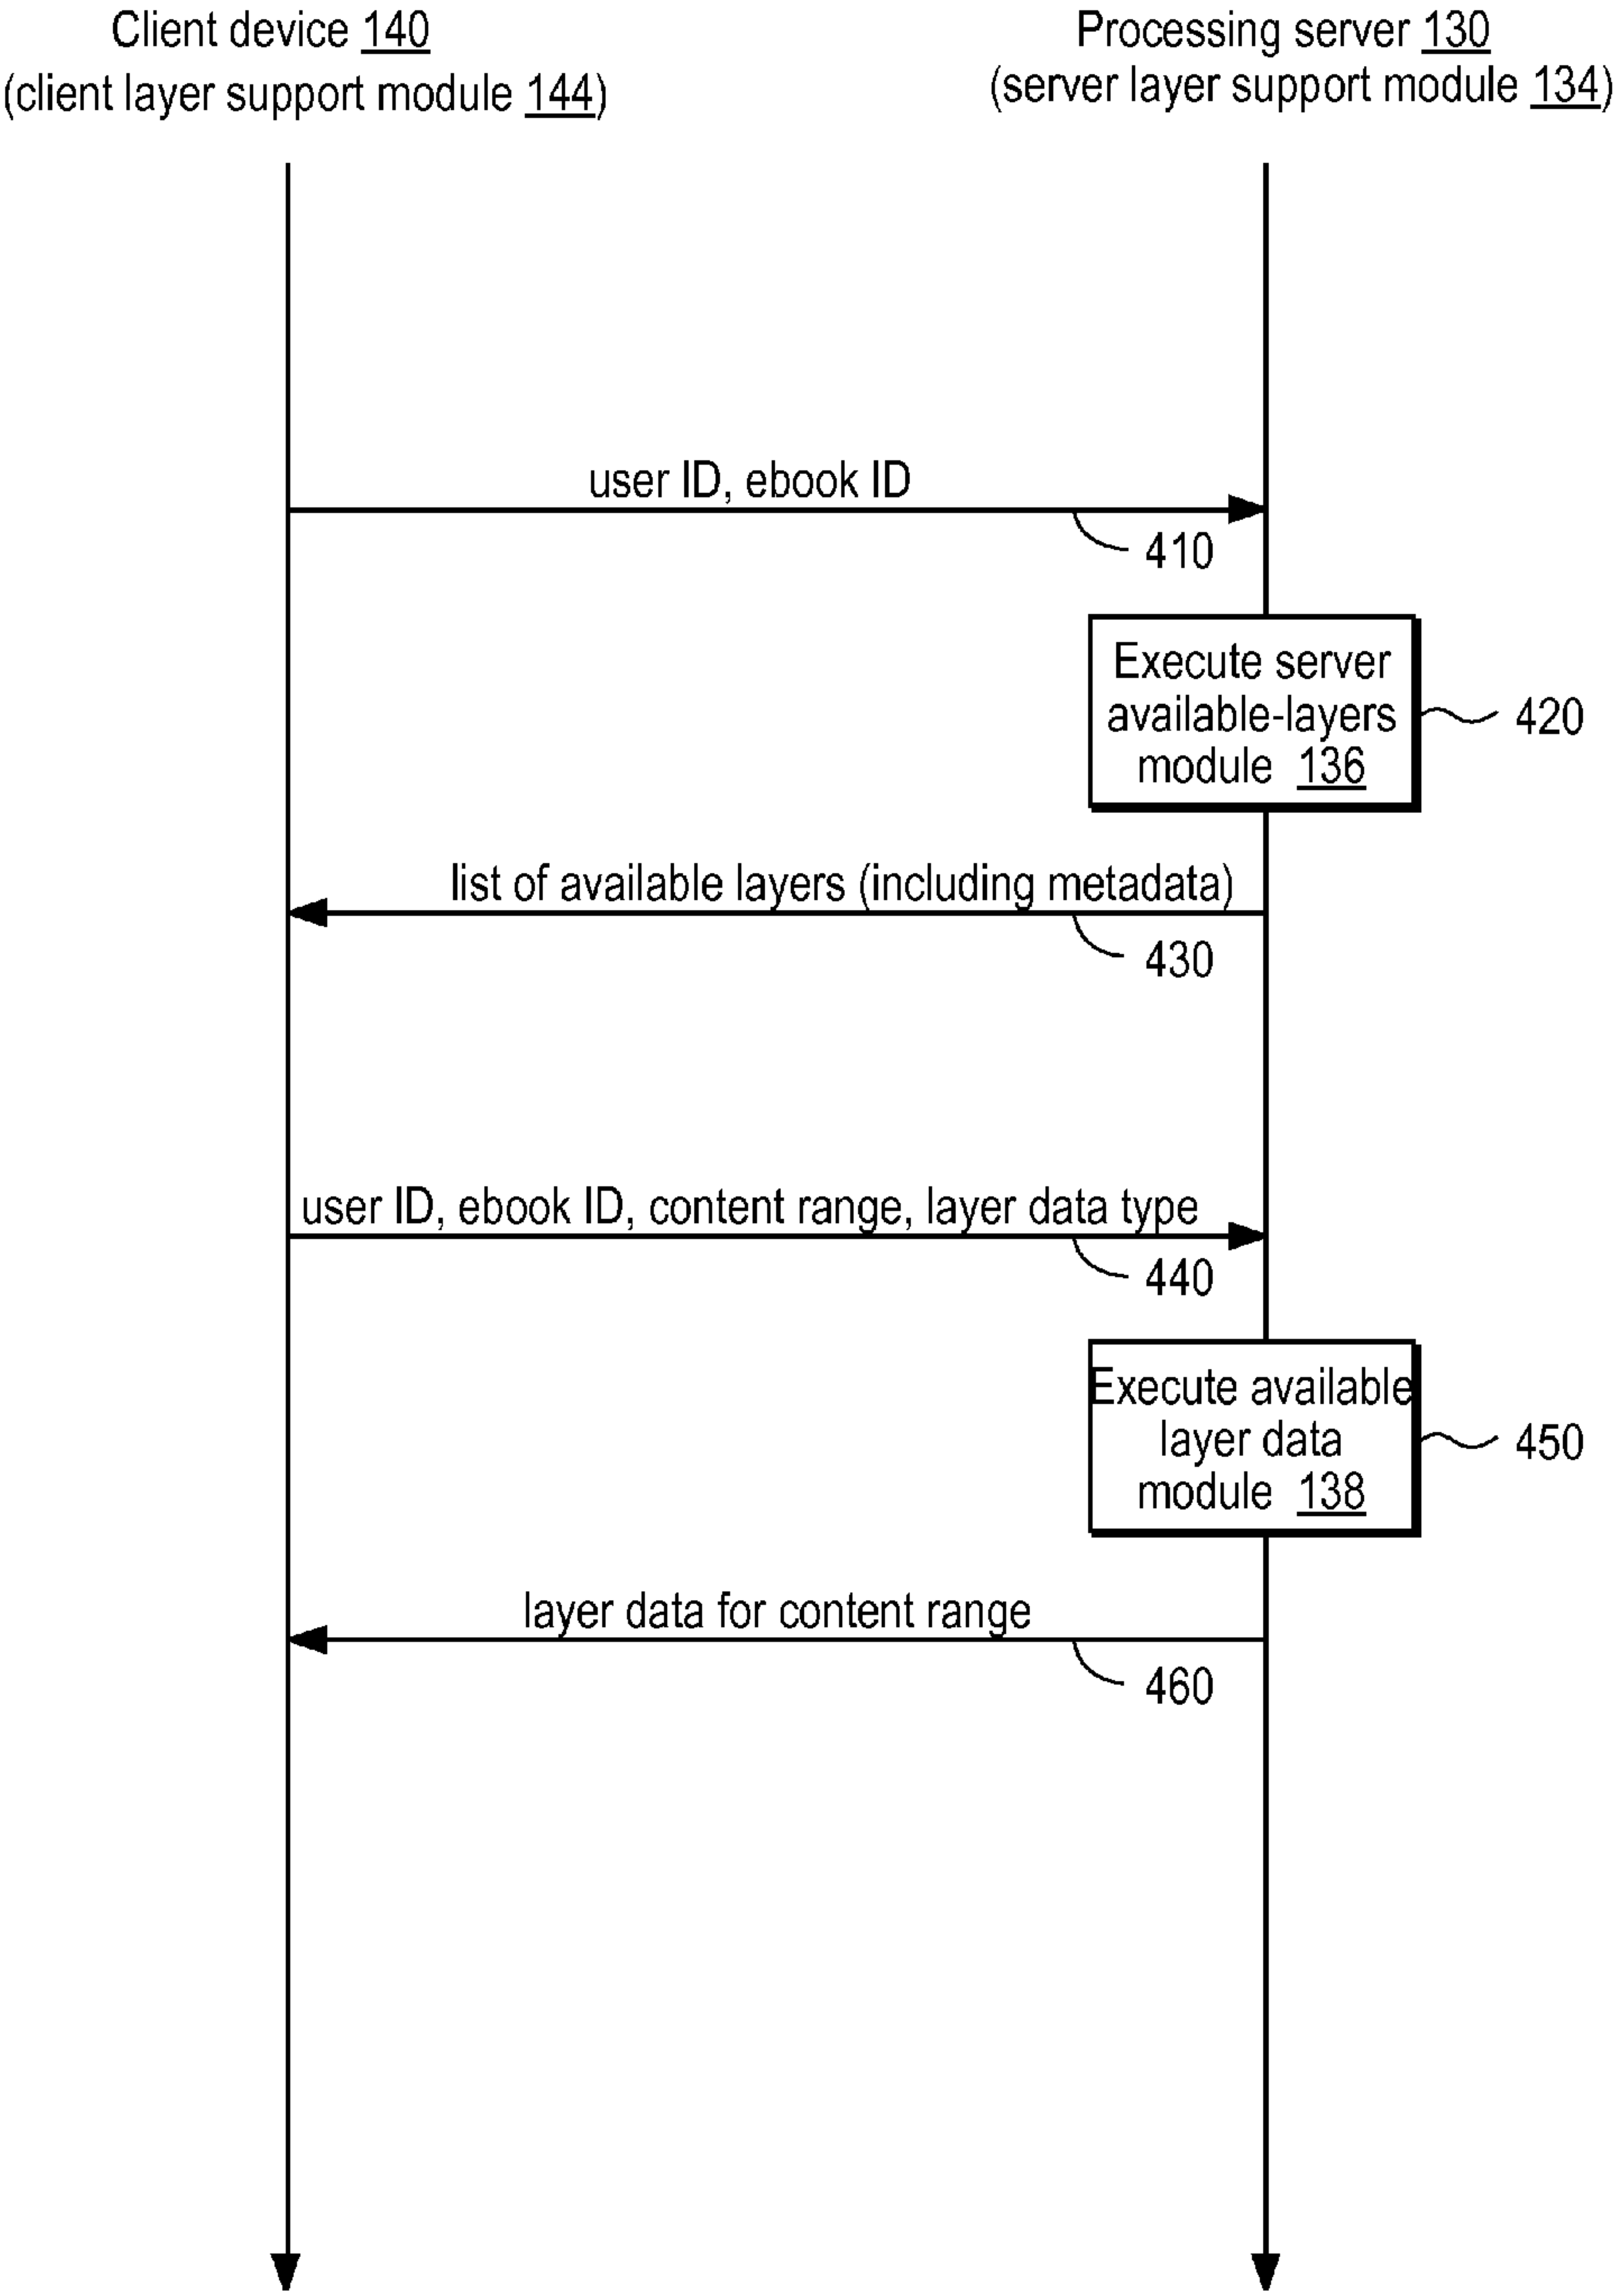 Client device 140
(client layer support module 144)
Processing server 130
(server layer support module 134)
user ID, ebook ID
410
Execute server
available-layers
module 136
420
list of available layers (including metadata)
430
user ID, ebook ID, content range, layer data type
440
Execute available
layer data
module 138
450
layer data for content range
460